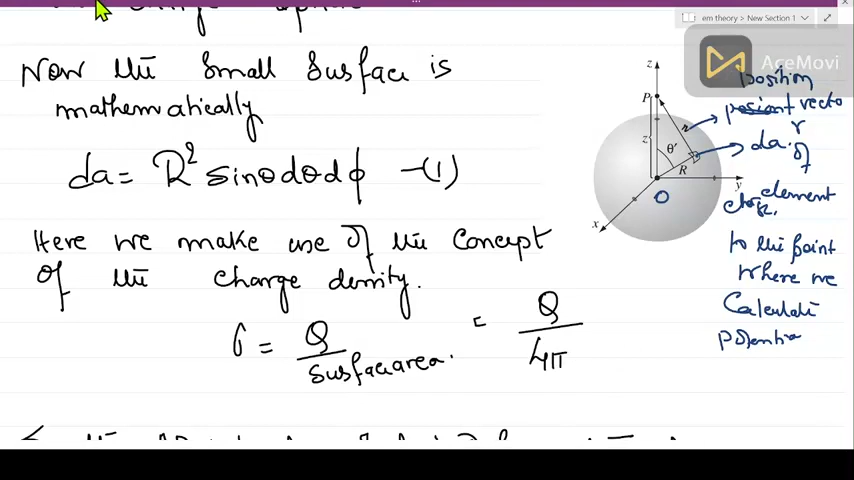 em theory > New Section 1
AceMovi
Now the small surface is
mathematically
da = R² sinθ dθ dϕ -(1)
Here we make use of the concept
of the charge density.
σ = Q / surface area. = Q / 4π
z
P
z
θ'
r
R
y
x
O
position
vector
da. of
charge element
to the point
where we
Calculate
potential